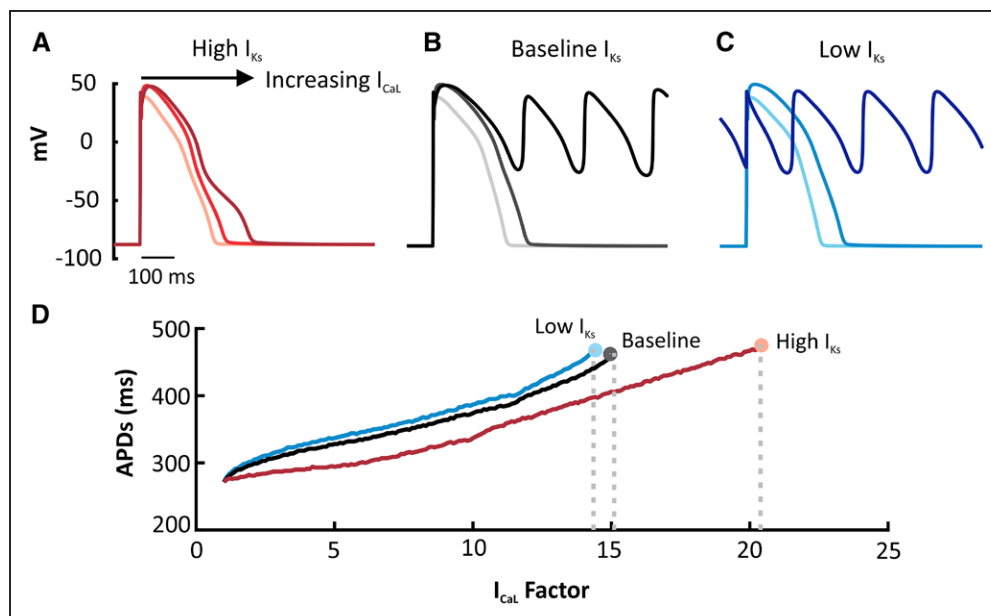 A
High I_Ks
Increasing I_CaL
B
Baseline I_Ks
C
Low I_Ks
50
0
-50
-100
mV
100 ms
D
500
400
300
200
APDs (ms)
Low I_Ks
Baseline
High I_Ks
0
5
10
15
20
25
I_CaL Factor